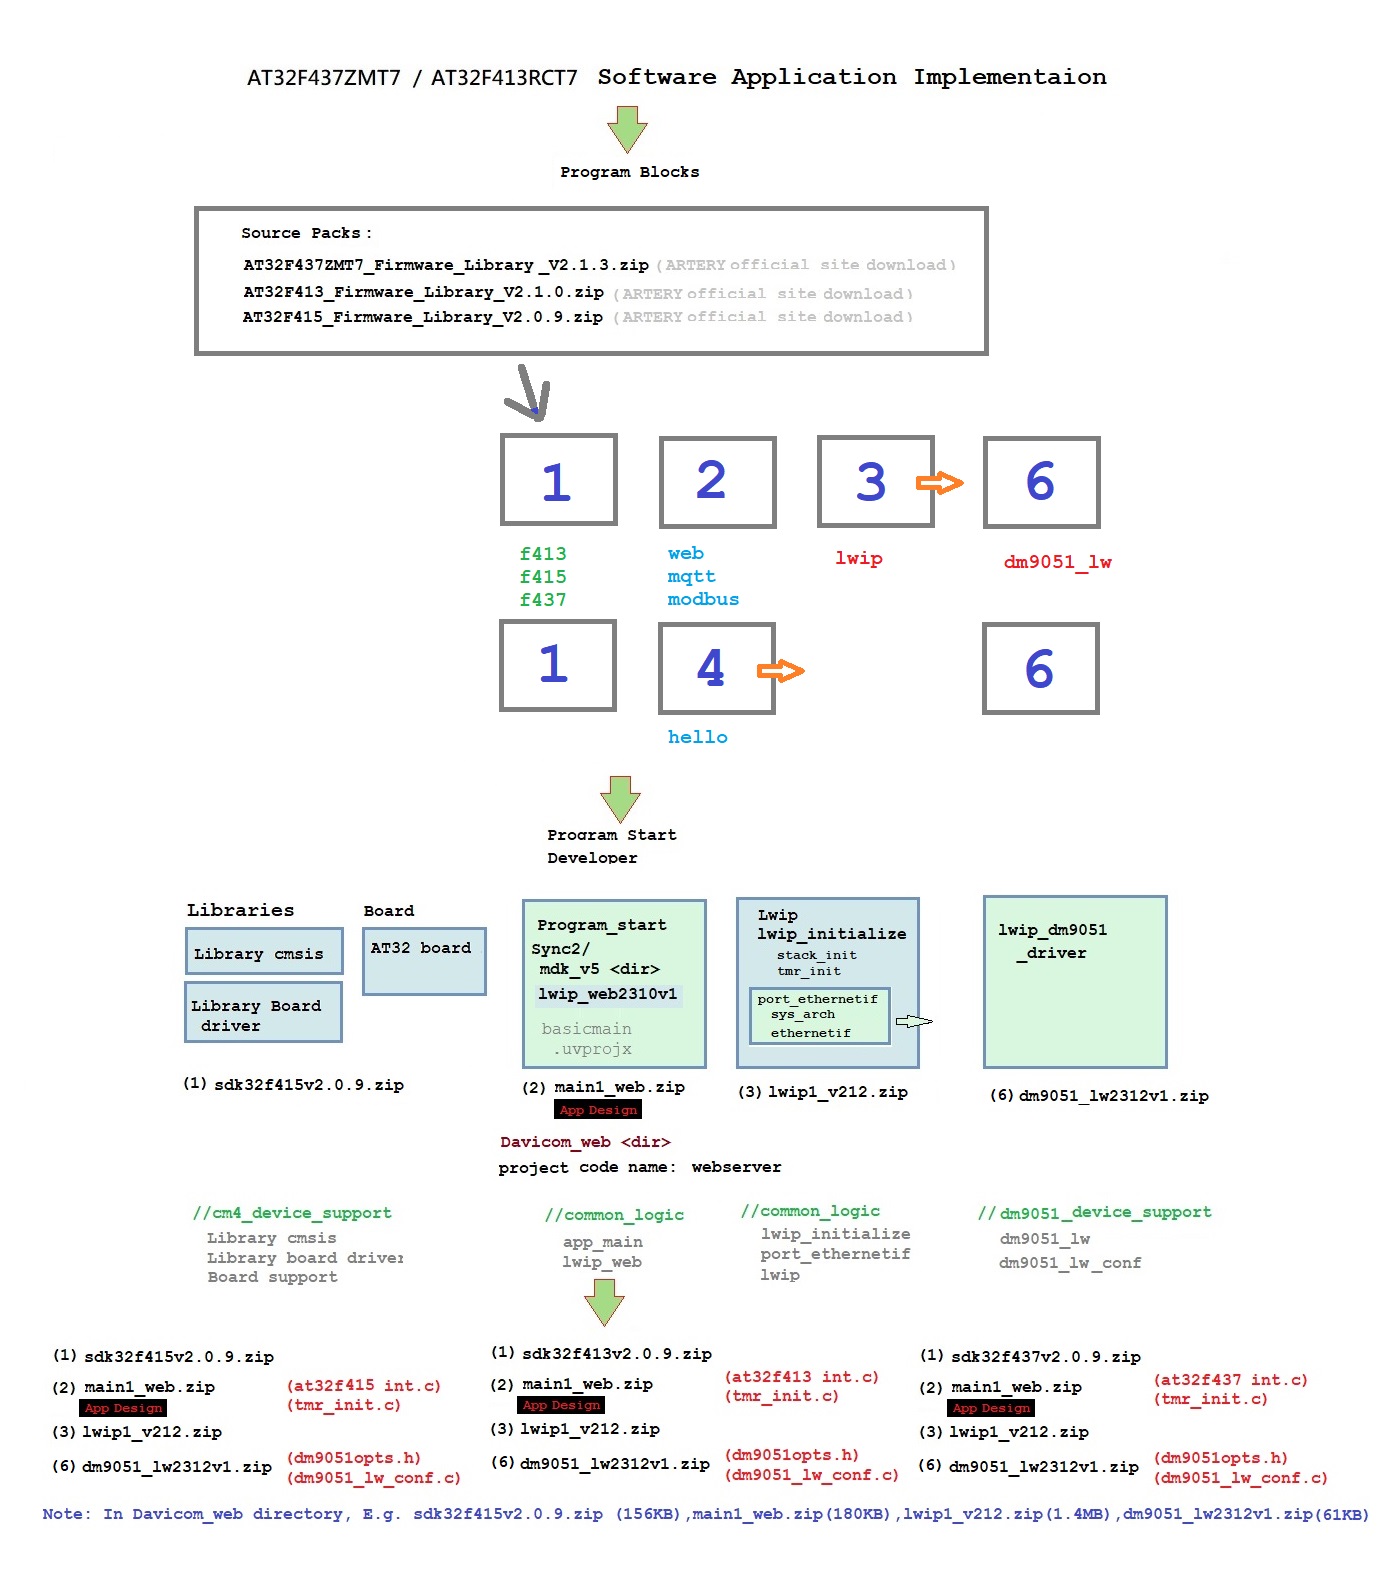 AT32F437ZMT7 / AT32F413RCT7 Software Application Implementaion
Program Blocks
Source Packs:
AT32F437ZMT7_Firmware_Library _V2.1.3.zip (ARTERY official site download)
AT32F413_Firmware_Library_V2.1.0.zip (ARTERY official site download)
AT32F415_Firmware_Library_V2.0.9.zip (ARTERY official site download)
1 2 3 6
f413
f415
f437
web
mqtt
modbus
lwip
dm9051_lw
1 4 6
hello
Program Start
Developer
Libraries
Library cmsis
Library Board
driver
Board
AT32 board
(1) sdk32f415v2.0.9.zip
Program_start
Sync2/
mdk_v5 <dir>
lwip_web2310v1
basicmain
.uvprojx
(2) main1_web.zip
App Design
Lwip
lwip_initialize
stack_init
tmr_init
port_ethernetif
sys_arch
ethernetif
(3) lwip1_v212.zip
lwip_dm9051
_driver
(6) dm9051_lw2312v1.zip
Davicom_web <dir>
project code name: webserver
//cm4_device_support
Library cmsis
Library board driver
Board support
//common_logic
app_main
lwip_web
//common_logic
lwip_initialize
port_ethernetif
lwip
//dm9051_device_support
dm9051_lw
dm9051_lw_conf
(1) sdk32f415v2.0.9.zip
(2) main1_web.zip
App Design
(at32f415 int.c)
(tmr_init.c)
(3) lwip1_v212.zip
(6) dm9051_lw2312v1.zip
(dm9051opts.h)
(dm9051_lw_conf.c)
(1) sdk32f413v2.0.9.zip
(2) main1_web.zip
App Design
(at32f413 int.c)
(tmr_init.c)
(3) lwip1_v212.zip
(6) dm9051_lw2312v1.zip
(dm9051opts.h)
(dm9051_lw_conf.c)
(1) sdk32f437v2.0.9.zip
(2) main1_web.zip
App Design
(at32f437 int.c)
(tmr_init.c)
(3) lwip1_v212.zip
(6) dm9051_lw2312v1.zip
(dm9051opts.h)
(dm9051_lw_conf.c)
Note: In Davicom_web directory, E.g. sdk32f415v2.0.9.zip (156KB),main1_web.zip(180KB),lwip1_v212.zip(1.4MB),dm9051_lw2312v1.zip(61KB)